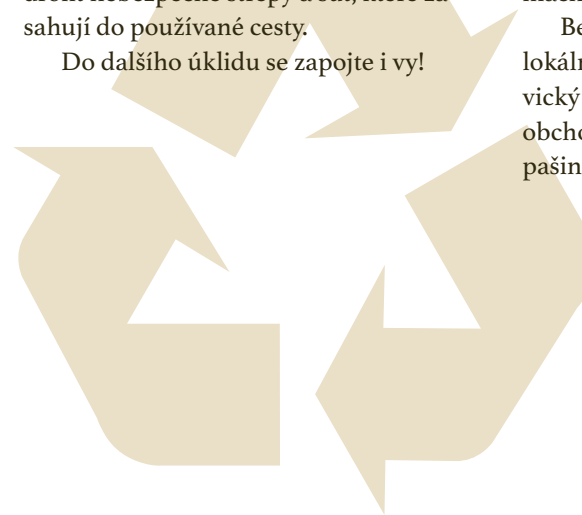 sahují do používané cesty.
Do dalšího úklidu se zapojte i vy!
Be
lokáln
vický
obcho
pašin